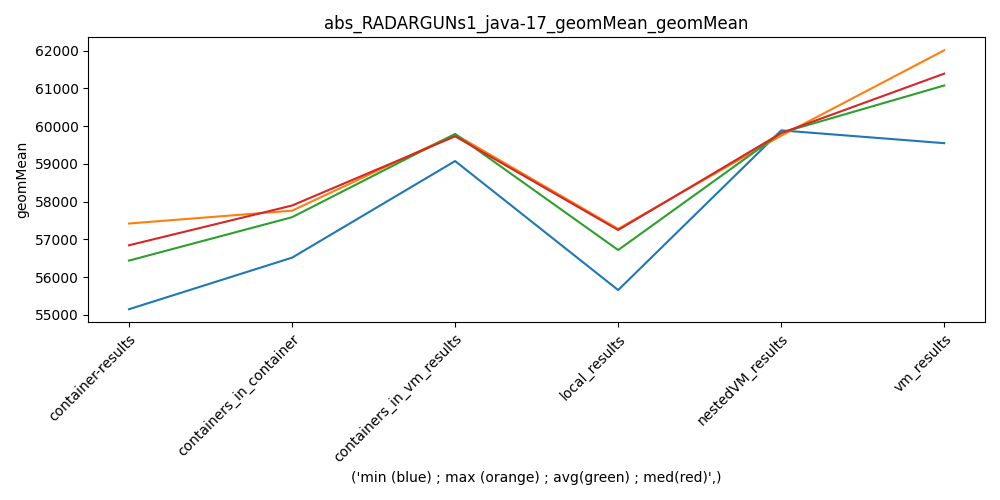 abs_RADARGUNs1_java-17_geomMean_geomMean
geomMean
62000
61000
60000
59000
58000
57000
56000
55000
container-results
containers_in_container
containers_in_vm_results
local_results
nestedVM_results
vm_results
('min (blue) ; max (orange) ; avg(green) ; med(red)',)